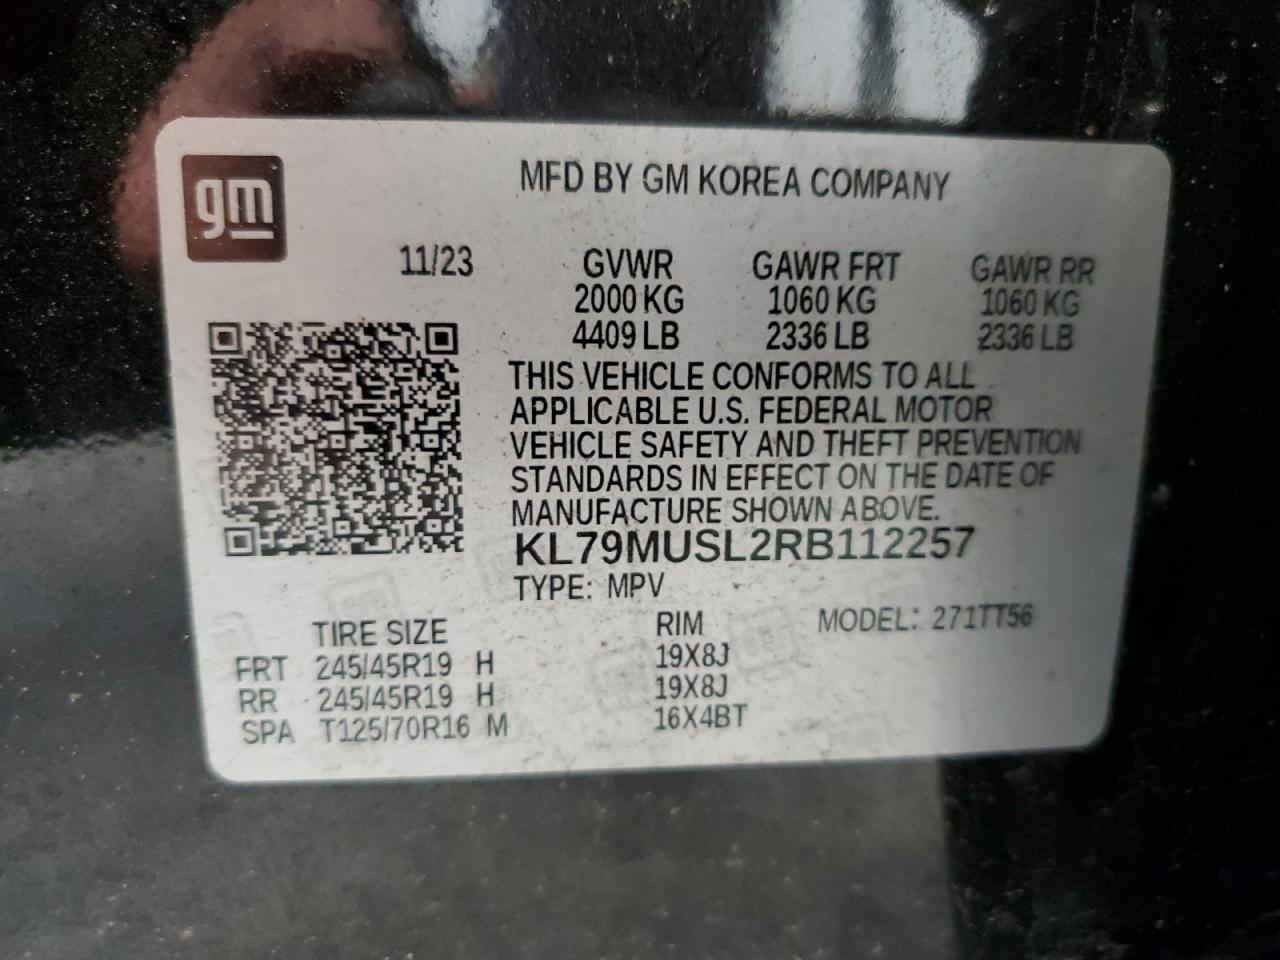 gm
MFD BY GM KOREA COMPANY
11/23 GVWR GAWR FRT GAWR RR
2000 KG 1060 KG 1060 KG
4409 LB 2336 LB 2336 LB
THIS VEHICLE CONFORMS TO ALL
APPLICABLE U.S. FEDERAL MOTOR
VEHICLE SAFETY AND THEFT PREVENTION
STANDARDS IN EFFECT ON THE DATE OF
MANUFACTURE SHOWN ABOVE.
KL79MUSL2RB112257
TYPE: MPV
TIRE SIZE RIM MODEL: 271TT56
FRT 245/45R19 H 19X8J
RR 245/45R19 H 19X8J
SPA T125/70R16 M 16X4BT